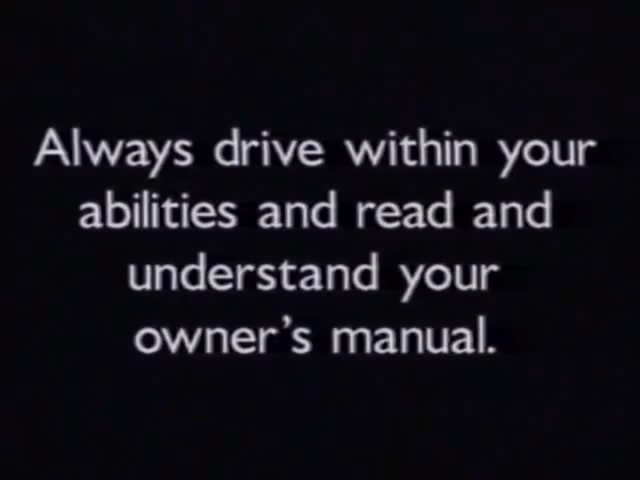 Always drive within your
abilities and read and
understand your
owner’s manual.